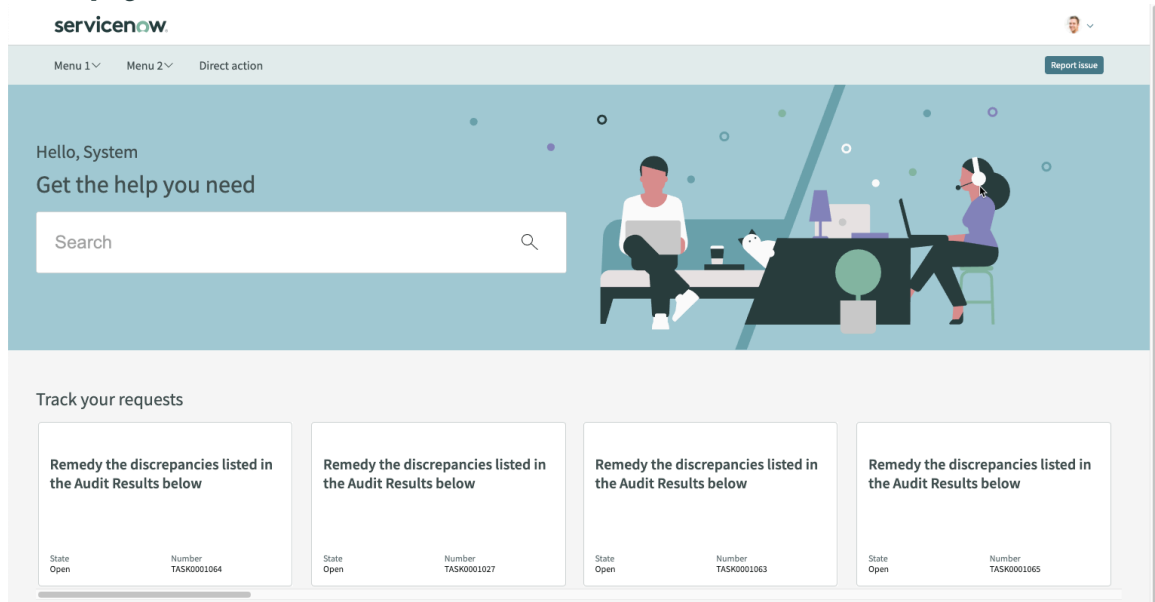 servicenow
Menu 1
Menu 2
Direct action
Report issue
Hello, System
Get the help you need
Search
Track your requests
Remedy the discrepancies listed in
the Audit Results below
State
Number
Open
TASK0001064
Remedy the discrepancies listed in
the Audit Results below
State
Number
Open
TASK0001027
Remedy the discrepancies listed in
the Audit Results below
State
Number
Open
TASK0001063
Remedy the discrepancies listed in
the Audit Results below
State
Number
Open
TASK0001065